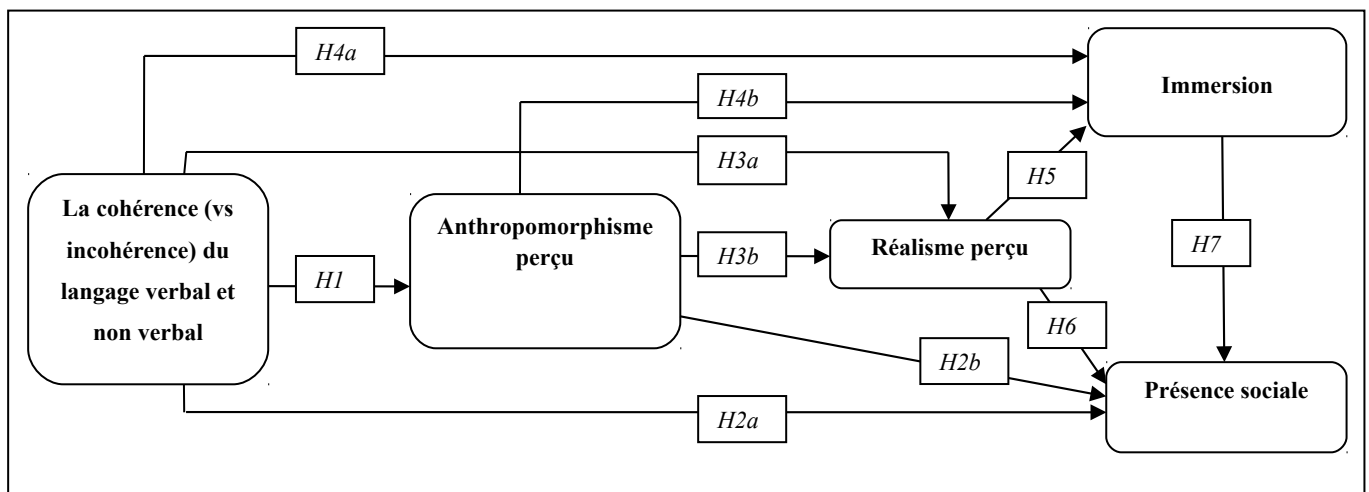 H4a
Immersion
H4b
H3a
H5
La cohérence (vs
incohérence) du
langage verbal et
non verbal
Anthropomorphisme
perçu
H1
H3b
Réalisme perçu
H7
H6
H2b
Présence sociale
H2a